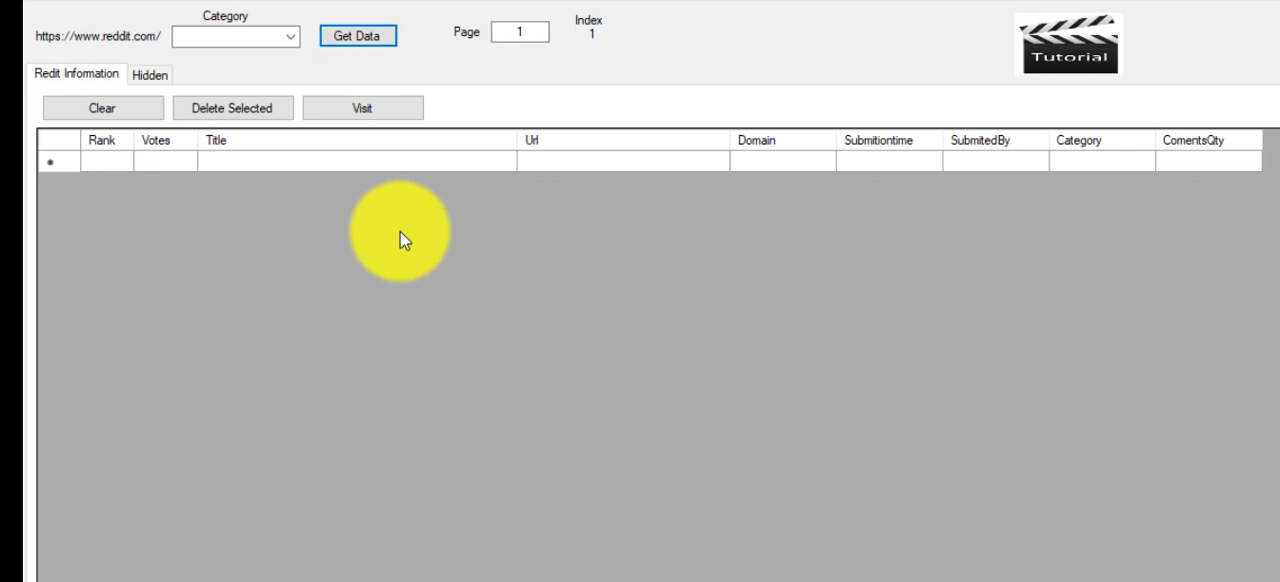 Category
https://www.reddit.com/
Get Data
Page 1
Index
1
Tutorial
Redit Information Hidden
Clear Delete Selected Visit
Rank Votes Title Url Domain Submitiontime SubmitedBy Category ComentsQty